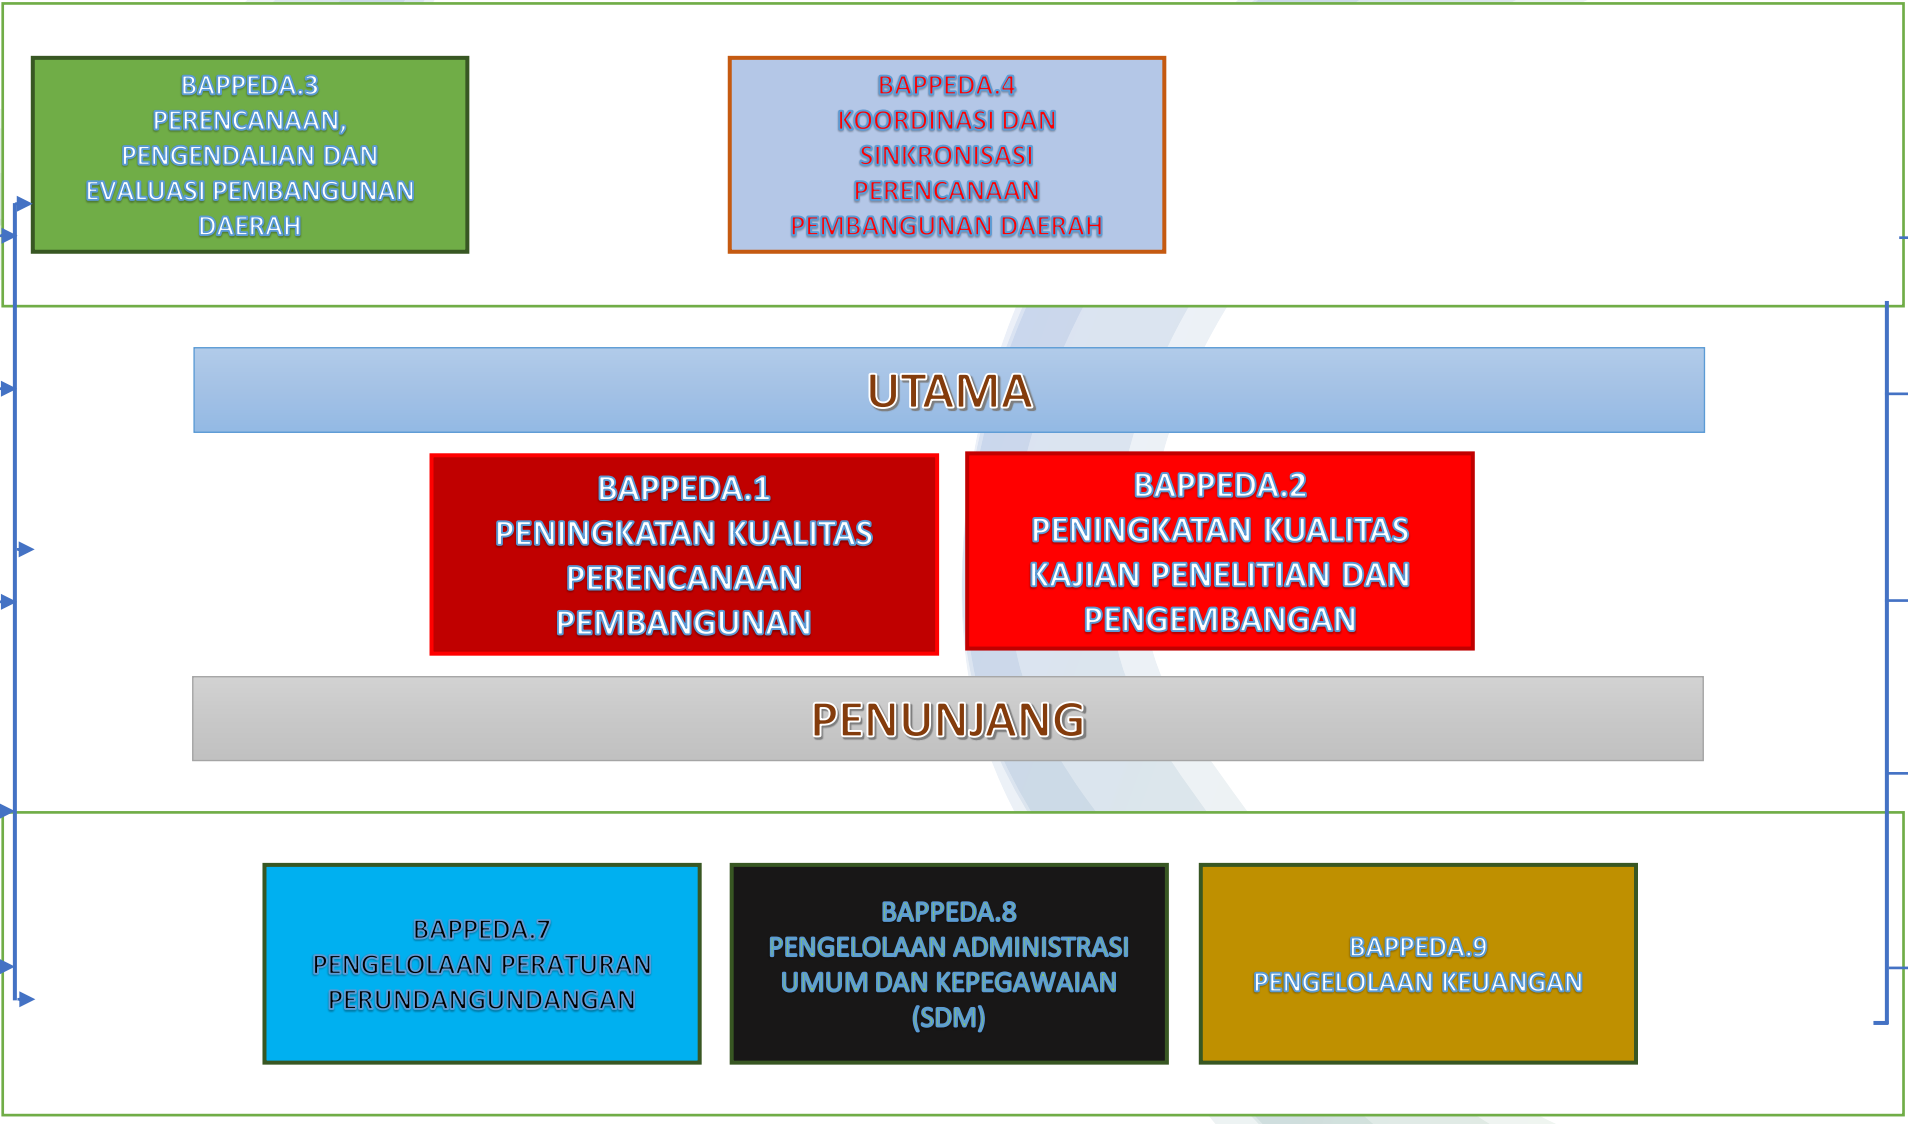 BAPPEDA.3
PERENCANAAN,
PENGENDALIAN DAN
EVALUASI PEMBANGUNAN
DAERAH
BAPPEDA.4
KOORDINASI DAN
SINKRONISASI
PERENCANAAN
PEMBANGUNAN DAERAH
UTAMA
BAPPEDA.1
PENINGKATAN KUALITAS
PERENCANAAN
PEMBANGUNAN
BAPPEDA.2
PENINGKATAN KUALITAS
KAJIAN PENELITIAN DAN
PENGEMBANGAN
PENUNJANG
BAPPEDA.7
PENGELOLAAN PERATURAN
PERUNDANGUNDANGAN
BAPPEDA.8
PENGELOLAAN ADMINISTRASI
UMUM DAN KEPEGAWAIAN
(SDM)
BAPPEDA.9
PENGELOLAAN KEUANGAN